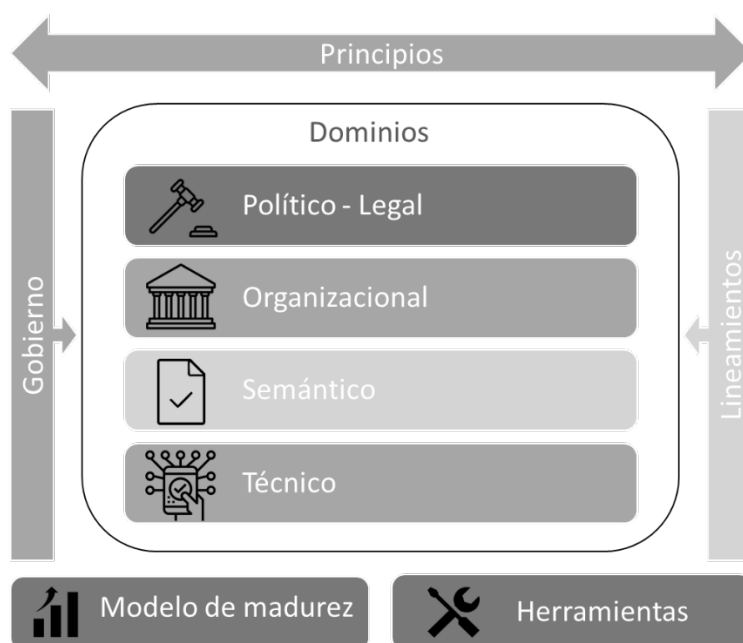 Principios
Dominios
Gobierno
Político - Legal
Organizacional
Semántico
Técnico
Lineamientos
Modelo de madurez
Herramientas